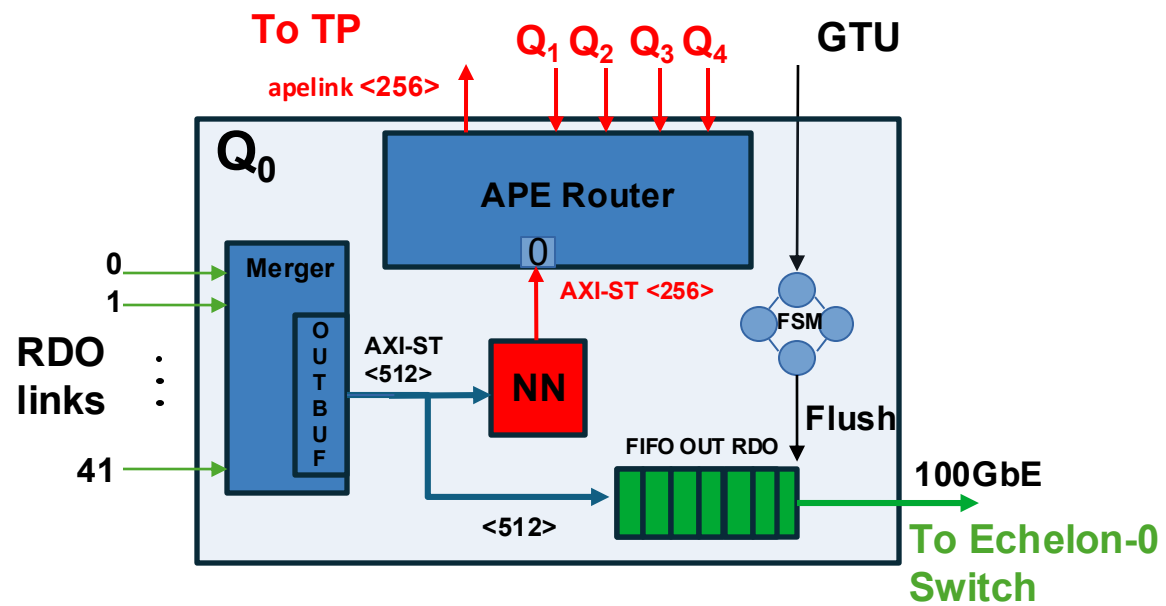 To TP
Q1 Q2 Q3 Q4
GTU
apelink <256>
Q0
APE Router
0
AXI-ST <256>
0
1
Merger
RDO
links
:
41
OUTBUF
AXI-ST
<512>
NN
FSM
Flush
FIFO OUT RDO
<512>
100GbE
To Echelon-0
Switch